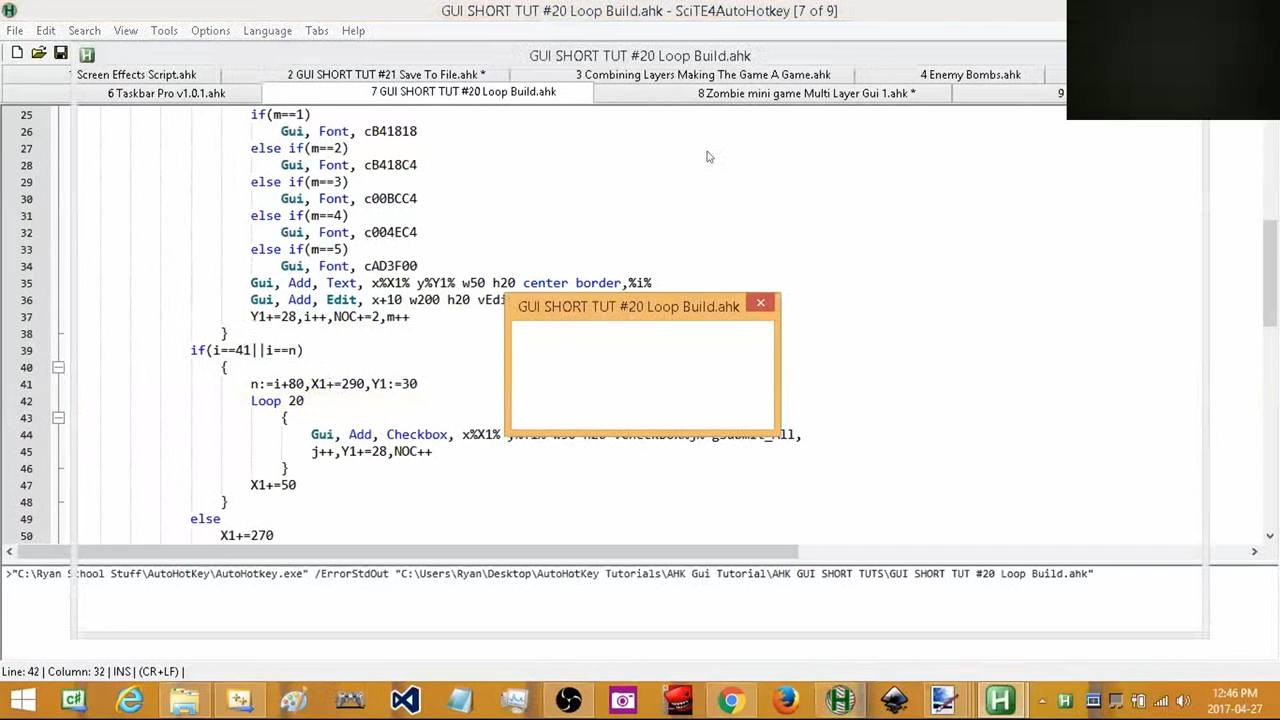 GUI SHORT TUT #20 Loop Build.ahk - SciTE4AutoHotkey [7 of 9]
File Edit Search View Tools Options Language Tabs Help
GUI SHORT TUT #20 Loop Build.ahk
Screen Effects Script.ahk 2 GUI SHORT TUT #21 Save To File.ahk * 3 Combining Layers Making The Game A Game.ahk 4 Enemy Bombs.ahk
6 Taskbar Pro v1.0.1.ahk 7 GUI SHORT TUT #20 Loop Build.ahk 8 Zombie mini game Multi Layer Gui 1.ahk * 9
25 if(m==1)
26 Gui, Font, cB41818
27 else if(m==2)
28 Gui, Font, cB418C4
29 else if(m==3)
30 Gui, Font, c00BCC4
31 else if(m==4)
32 Gui, Font, c004EC4
33 else if(m==5)
34 Gui, Font, cAD3F00
35 Gui, Add, Text, x%X1% y%Y1% w50 h20 center border,%i%
36 Gui, Add, Edit, x+10 w200 h20 vEdi
GUI SHORT TUT #20 Loop Build.ahk
37 Y1+=28,i++,NOC+=2,m++
38 }
39 if(i==41||i==n)
40 {
41 n:=i+80,X1+=290,Y1:=30
42 Loop 20
43 {
44 Gui, Add, Checkbox, x%X1%
45 j++,Y1+=28,NOC++
46 }
47 X1+=50
48 }
49 else
50 X1+=270
>"C:\Ryan School Stuff\AutoHotKey\AutoHotkey.exe" /ErrorStdOut "C:\Users\Ryan\Desktop\AutoHotKey Tutorials\AHK Gui Tutorial\AHK GUI SHORT TUTS\GUI SHORT TUT #20 Loop Build.ahk"
Line: 42 | Column: 32 | INS | (CR+LF) |
12:46 PM
2017-04-27